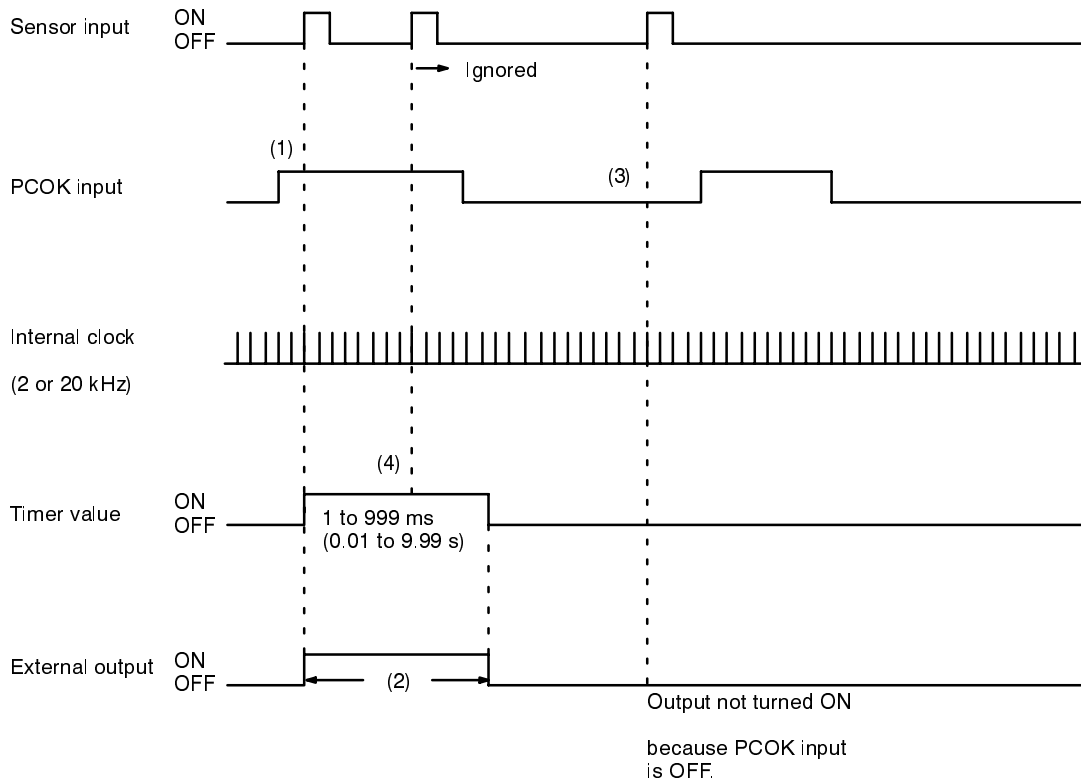 Sensor input
ON
OFF
Ignored
(1)
PCOK input
(3)
Internal clock
(2 or 20 kHz)
(4)
Timer value
ON
OFF
1 to 999 ms
(0.01 to 9.99 s)
External output
ON
OFF
(2)
Output not turned ON
because PCOK input
is OFF.